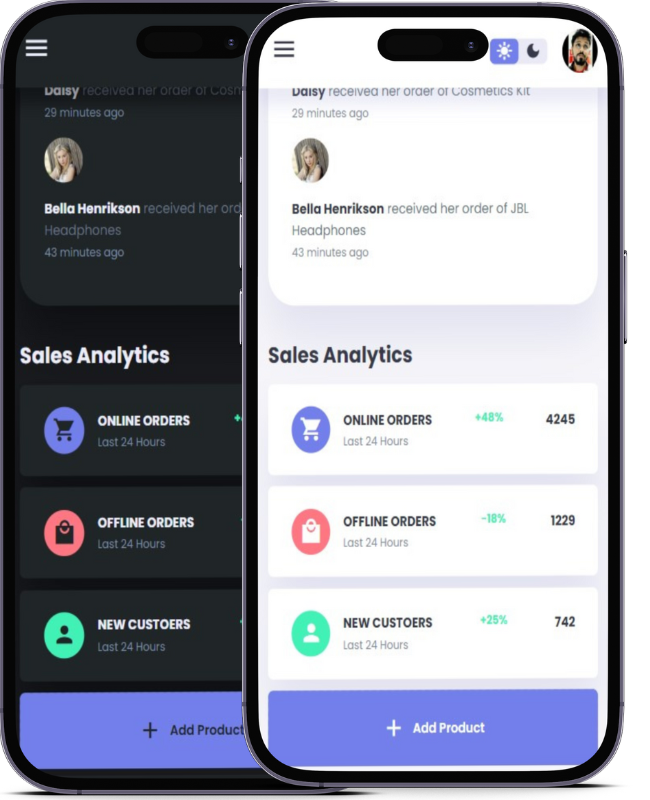 Daisy received her order of Cosm
29 minutes ago
Bella Henrikson received her ord
Headphones
43 minutes ago
Sales Analytics
ONLINE ORDERS
Last 24 Hours
OFFLINE ORDERS
Last 24 Hours
NEW CUSTOERS
Last 24 Hours
+ Add Product
Daisy received her order of Cosmetics Kit
29 minutes ago
Bella Henrikson received her order of JBL
Headphones
43 minutes ago
Sales Analytics
ONLINE ORDERS +48% 4245
Last 24 Hours
OFFLINE ORDERS -18% 1229
Last 24 Hours
NEW CUSTOERS +25% 742
Last 24 Hours
+ Add Product